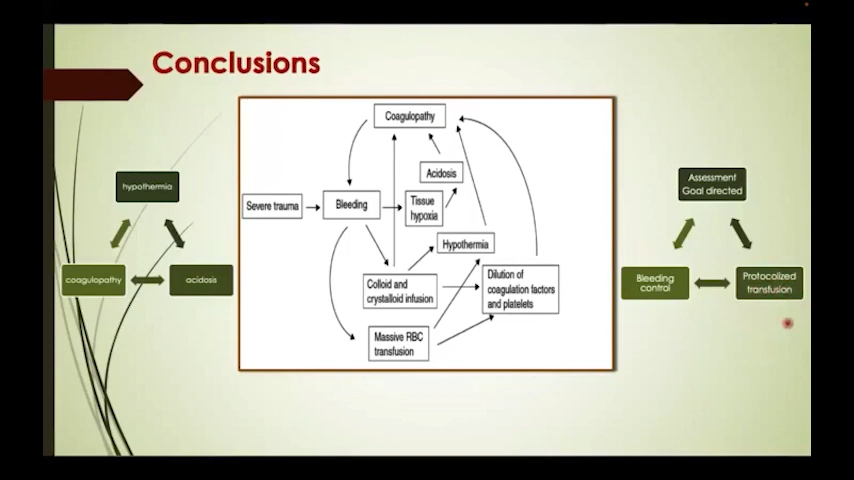 Conclusions
hypothermia
coagulopathy
acidosis
Coagulopathy
Acidosis
Severe trauma
Bleeding
Tissue
hypoxia
Hypothermia
Colloid and
crystalloid infusion
Dilution of
coagulation factors
and platelets
Massive RBC
transfusion
Assessment
Goal directed
Bleeding
control
Protocolized
transfusion